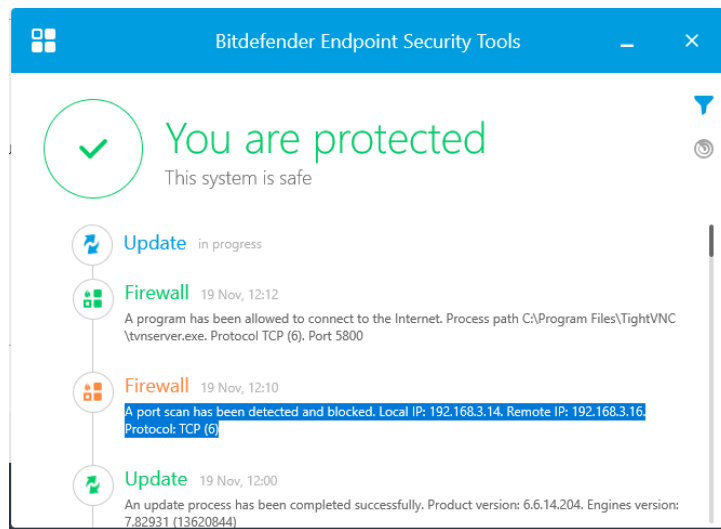 Bitdefender Endpoint Security Tools
You are protected
This system is safe
Update in progress
Firewall 19 Nov, 12:12
A program has been allowed to connect to the Internet. Process path C:\Program Files\TightVNC
\tvnserver.exe. Protocol TCP (6). Port 5800
Firewall 19 Nov, 12:10
A port scan has been detected and blocked. Local IP: 192.168.3.14. Remote IP: 192.168.3.16.
Protocol: TCP (6)
Update 19 Nov, 12:00
An update process has been completed successfully. Product version: 6.6.14.204. Engines version:
7.82931 (13620844)